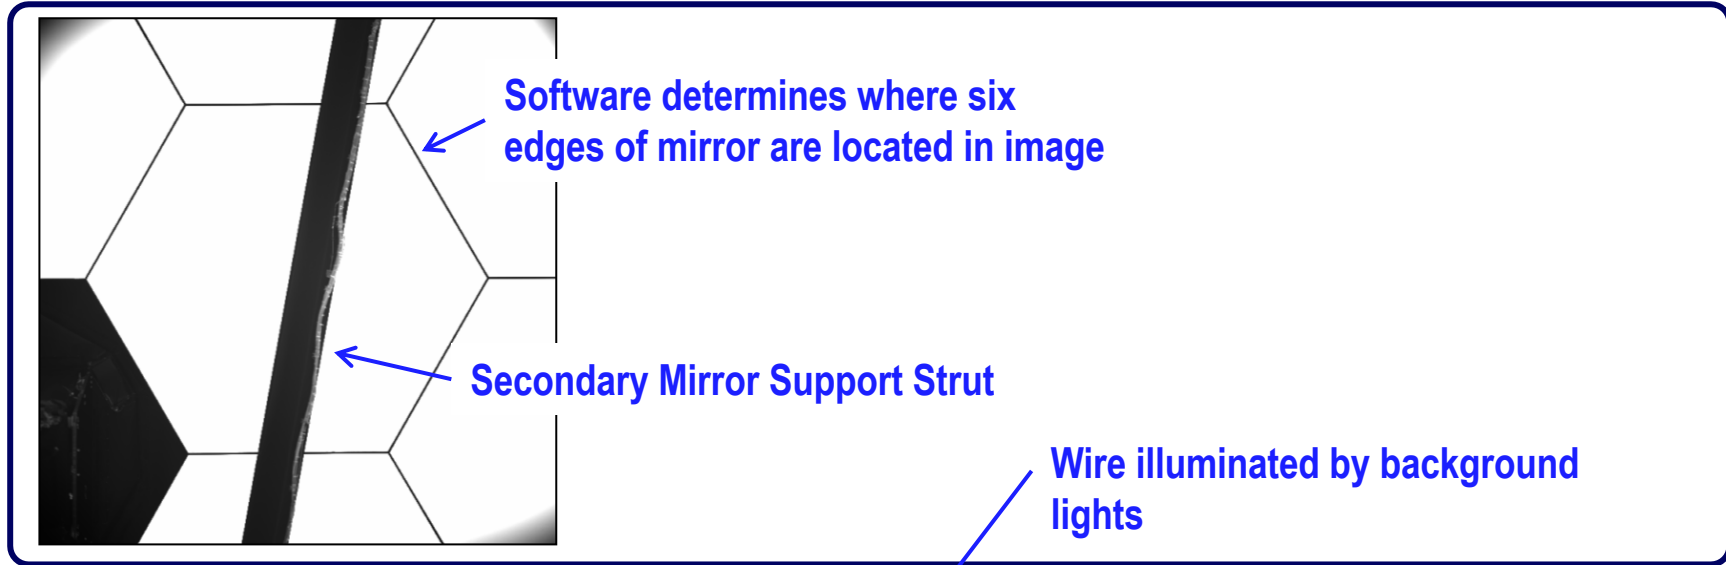 Software determines where six
edges of mirror are located in image
Secondary Mirror Support Strut
Wire illuminated by background
lights